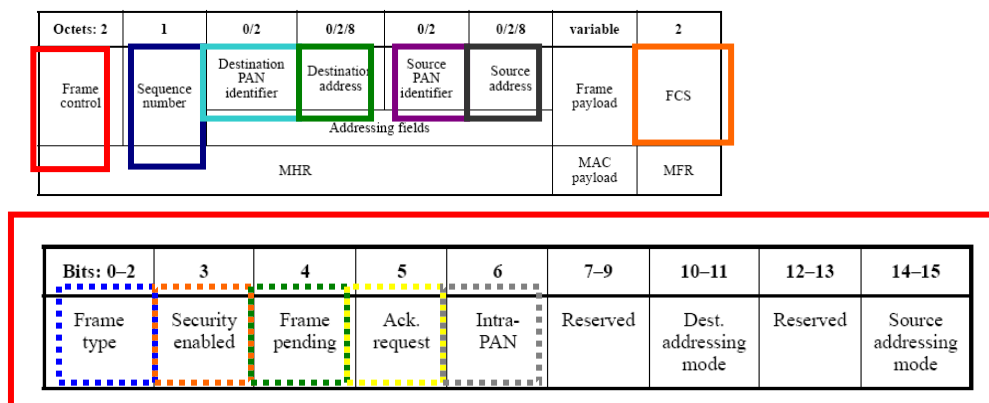 Octets: 2 1 0/2 0/2/8 0/2 0/2/8 variable 2
Frame control Sequence number Destination PAN identifier Destination address Source PAN identifier Source address Frame payload FCS
Addressing fields
MHR MAC payload MFR
Bits: 0–2 3 4 5 6 7–9 10–11 12–13 14–15
Frame type Security enabled Frame pending Ack. request Intra-PAN Reserved Dest. addressing mode Reserved Source addressing mode